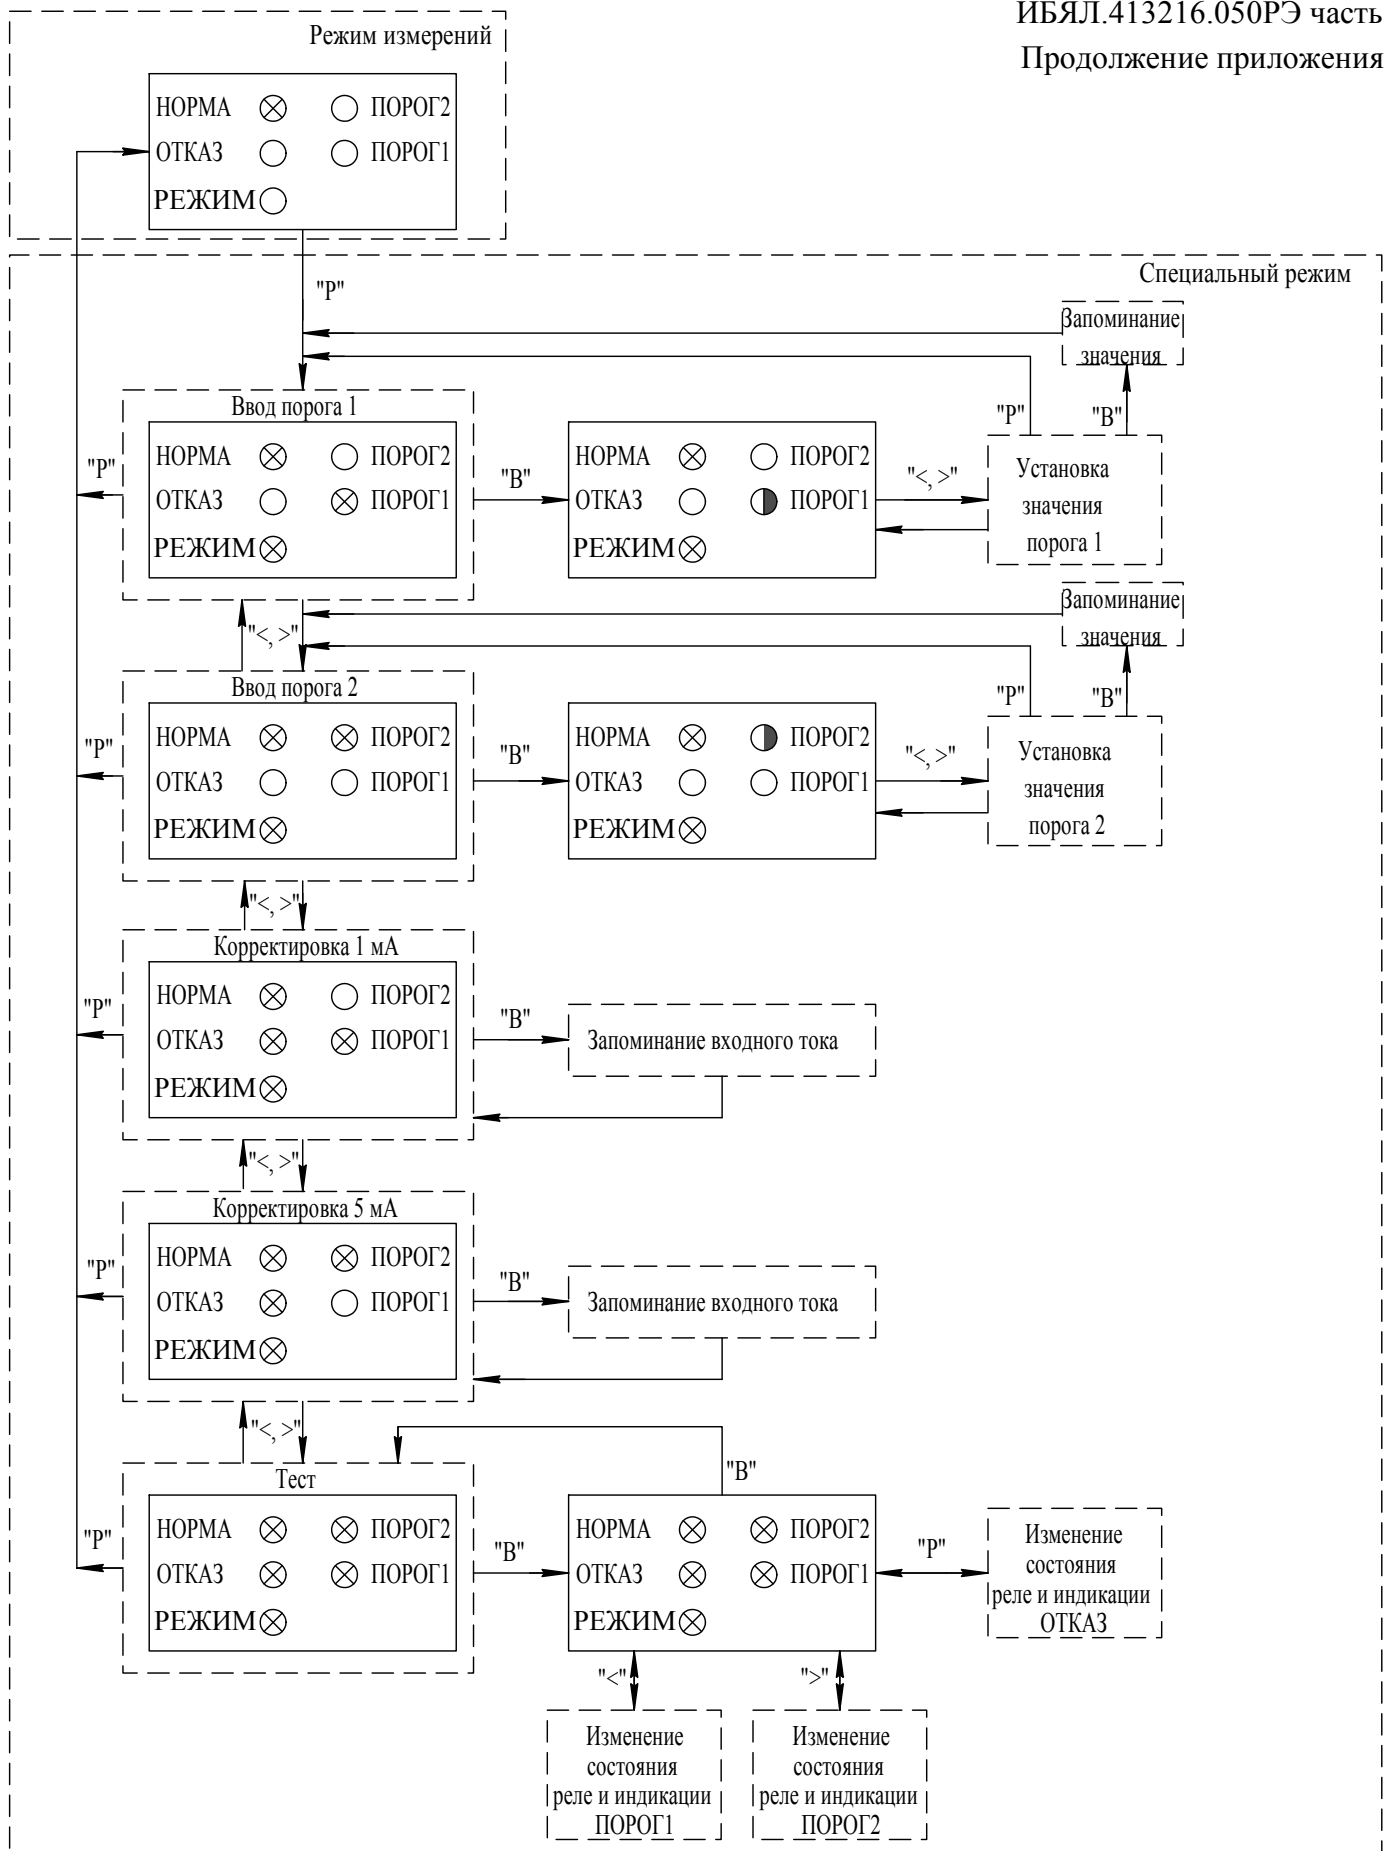 ИБЯЛ.413216.050РЭ часть
Продолжение приложения
Режим измерений
НОРМА ПОРОГ2
ОТКАЗ ПОРОГ1
РЕЖИМ
Специальный режим
"Р"
Запоминание
значения
"Р" "В"
Ввод порога 1
НОРМА ПОРОГ2
ОТКАЗ ПОРОГ1
РЕЖИМ
"Р"
"В"
НОРМА ПОРОГ2
ОТКАЗ ПОРОГ1
РЕЖИМ
"<, >"
Установка
значения
порога 1
"<, >"
Запоминание
значения
"Р" "В"
Ввод порога 2
НОРМА ПОРОГ2
ОТКАЗ ПОРОГ1
РЕЖИМ
"Р"
"В"
НОРМА ПОРОГ2
ОТКАЗ ПОРОГ1
РЕЖИМ
"<, >"
Установка
значения
порога 2
"<, >"
Корректировка 1 мА
НОРМА ПОРОГ2
ОТКАЗ ПОРОГ1
РЕЖИМ
"Р"
"В"
Запоминание входного тока
"<, >"
Корректировка 5 мА
НОРМА ПОРОГ2
ОТКАЗ ПОРОГ1
РЕЖИМ
"Р"
"В"
Запоминание входного тока
"<, >"
"В"
Тест
НОРМА ПОРОГ2
ОТКАЗ ПОРОГ1
РЕЖИМ
"Р"
"В"
НОРМА ПОРОГ2
ОТКАЗ ПОРОГ1
РЕЖИМ
"Р"
Изменение
состояния
реле и индикации
ОТКАЗ
"<"
">"
Изменение
состояния
реле и индикации
ПОРОГ1
Изменение
состояния
реле и индикации
ПОРОГ2